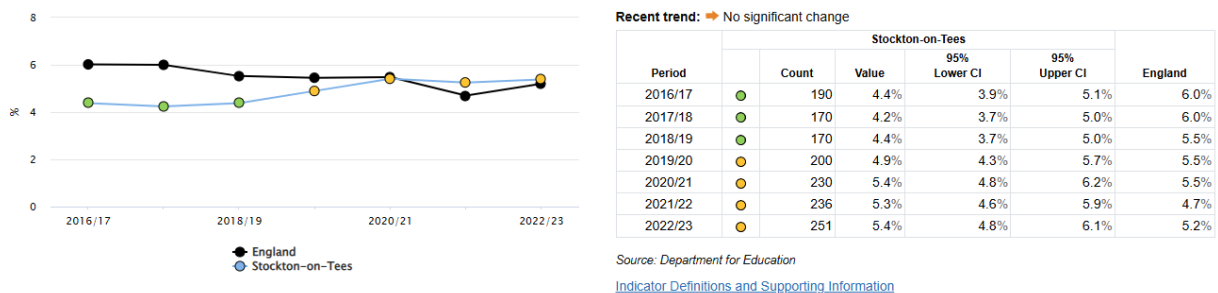 8
6
4
2
0
%
2016/17 2018/19 2020/21 2022/23
England
Stockton-on-Tees
Recent trend: No significant change
Stockton-on-Tees
Period Count Value 95% Lower CI 95% Upper CI England
2016/17 190 4.4% 3.9% 5.1% 6.0%
2017/18 170 4.2% 3.7% 5.0% 6.0%
2018/19 170 4.4% 3.7% 5.0% 5.5%
2019/20 200 4.9% 4.3% 5.7% 5.5%
2020/21 230 5.4% 4.8% 6.2% 5.5%
2021/22 236 5.3% 4.6% 5.9% 4.7%
2022/23 251 5.4% 4.8% 6.1% 5.2%
Source: Department for Education
Indicator Definitions and Supporting Information